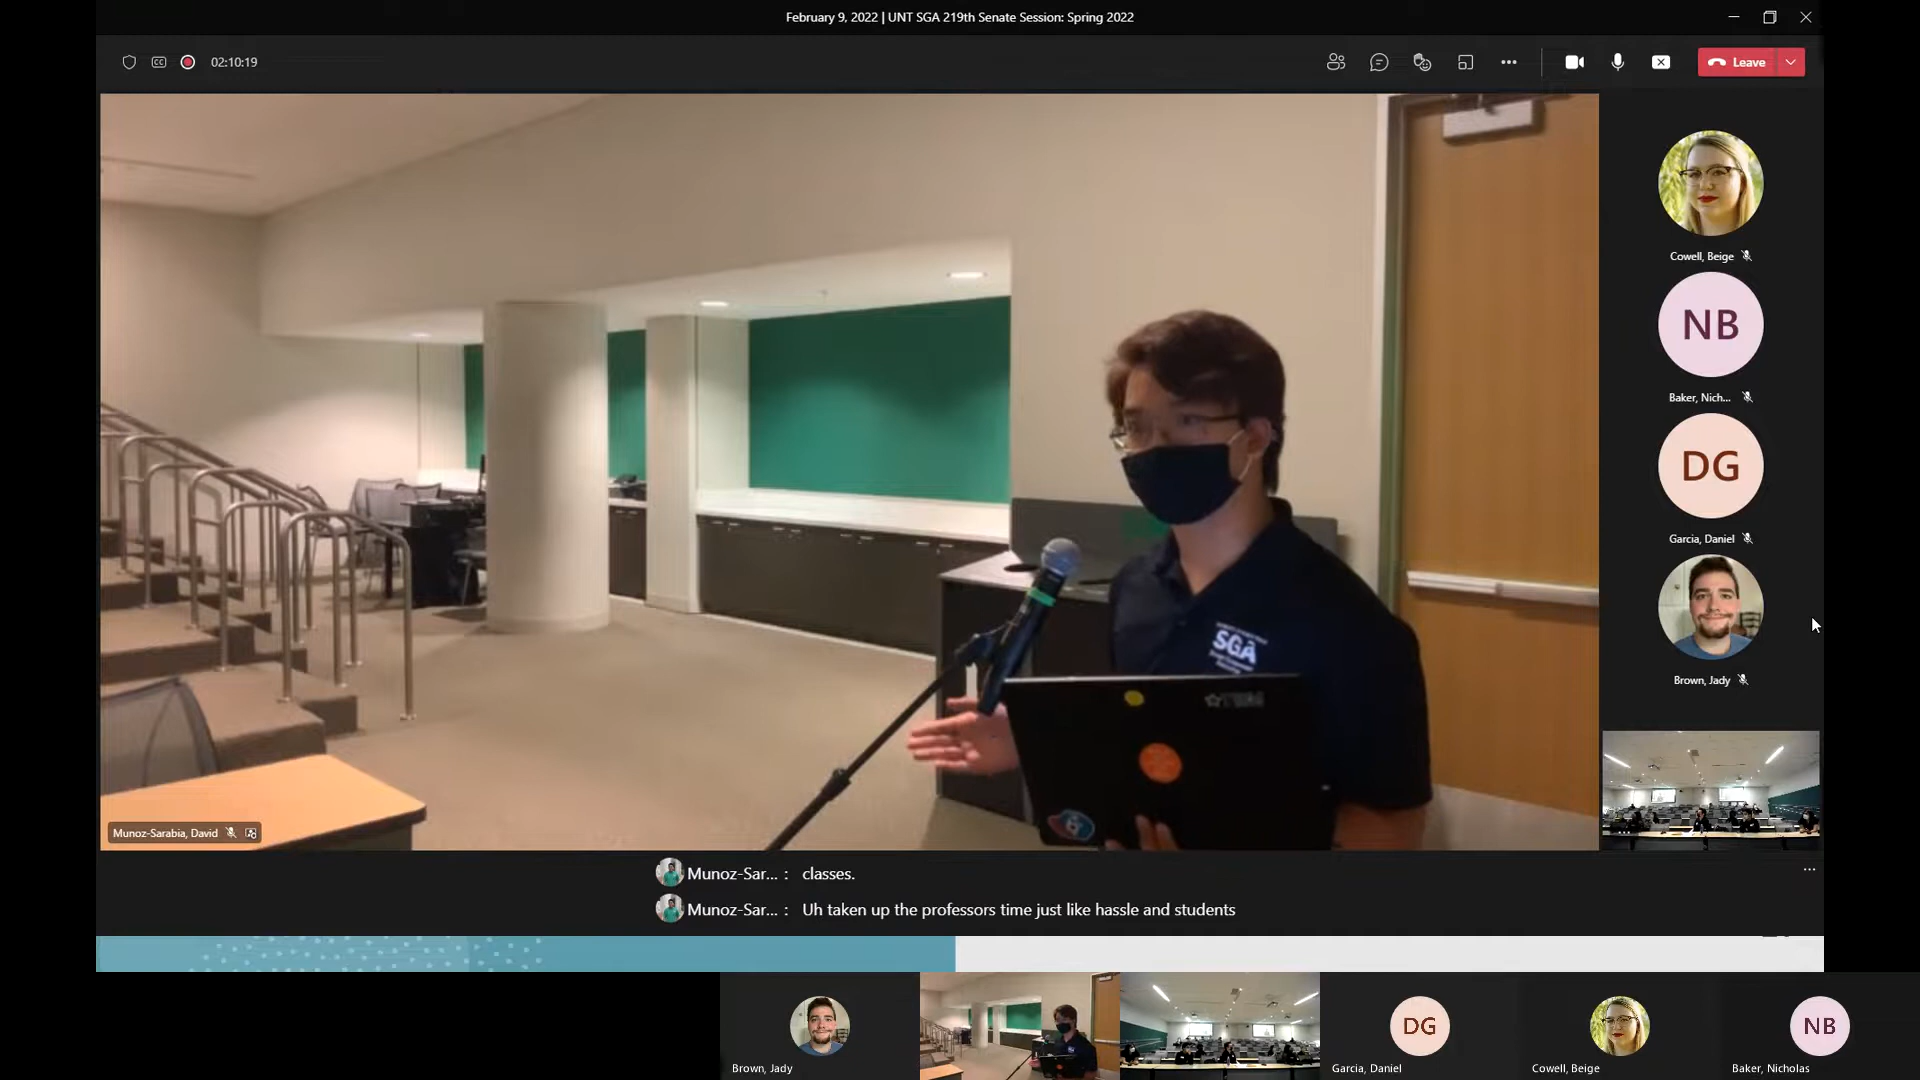 February 9, 2022 | UNT SGA 219th Senate Session: Spring 2022
CC
02:10:19
Leave
Cowell, Beige
NB
Baker, Nich...
DG
Garcia, Daniel
Brown, Jady
SGA
Munoz-Sarabia, David
Munoz-Sar... : classes.
Munoz-Sar... : Uh taken up the professors time just like hassle and students
Brown, Jady
DG
Garcia, Daniel
Cowell, Beige
NB
Baker, Nicholas